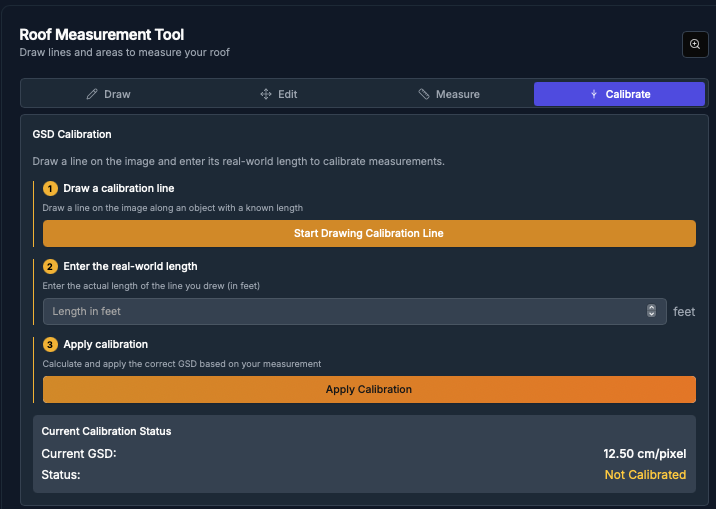 Roof Measurement Tool
Draw lines and areas to measure your roof
Draw Edit Measure Calibrate
GSD Calibration
Draw a line on the image and enter its real-world length to calibrate measurements.
1 Draw a calibration line
Draw a line on the image along an object with a known length
Start Drawing Calibration Line
2 Enter the real-world length
Enter the actual length of the line you drew (in feet)
Length in feet feet
3 Apply calibration
Calculate and apply the correct GSD based on your measurement
Apply Calibration
Current Calibration Status
Current GSD: 12.50 cm/pixel
Status: Not Calibrated